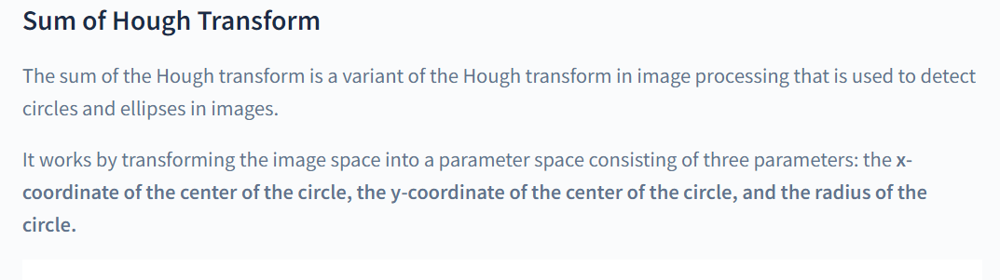 Sum of Hough Transform
The sum of the Hough transform is a variant of the Hough transform in image processing that is used to detect
circles and ellipses in images.
It works by transforming the image space into a parameter space consisting of three parameters: the x-
coordinate of the center of the circle, the y-coordinate of the center of the circle, and the radius of the
circle.